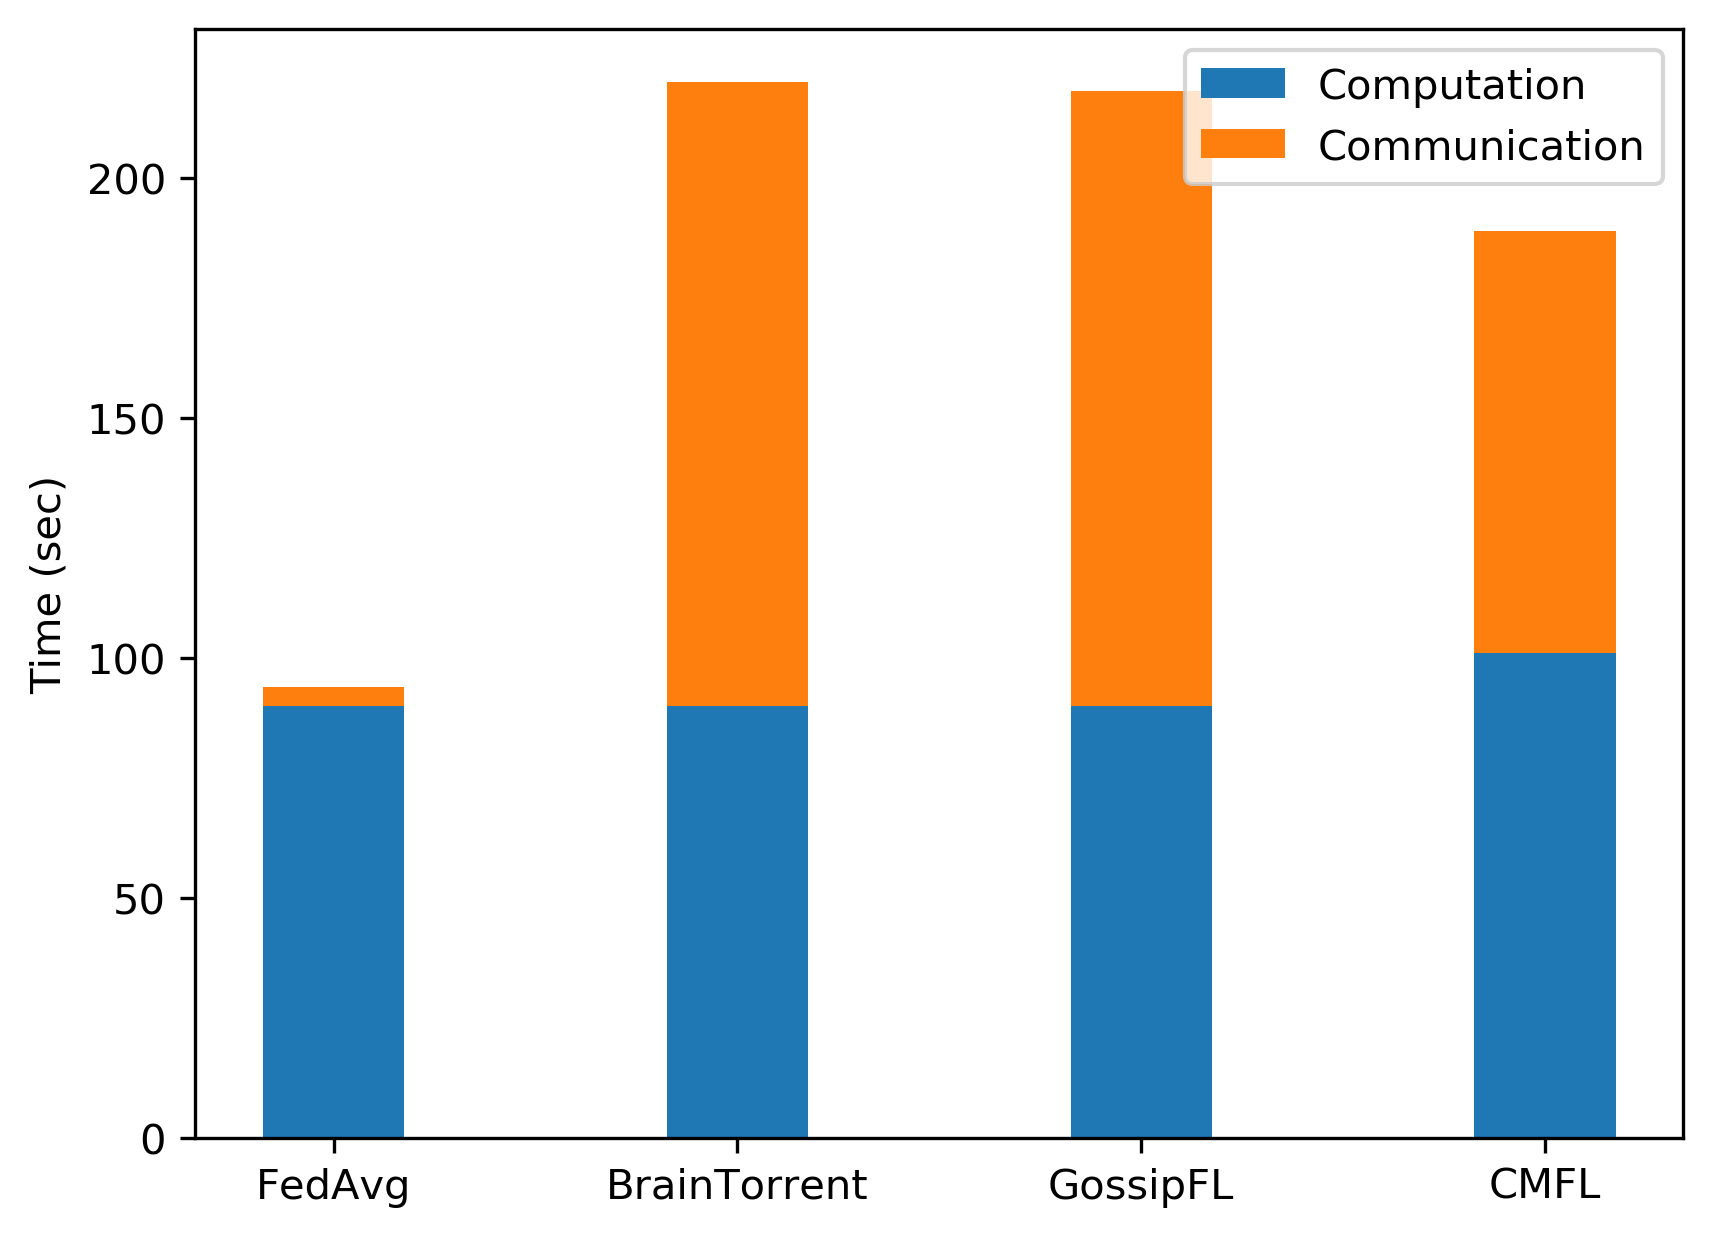 Computation
Communication
200
150
100
50
0
Time (sec)
FedAvg
BrainTorrent
GossipFL
CMFL